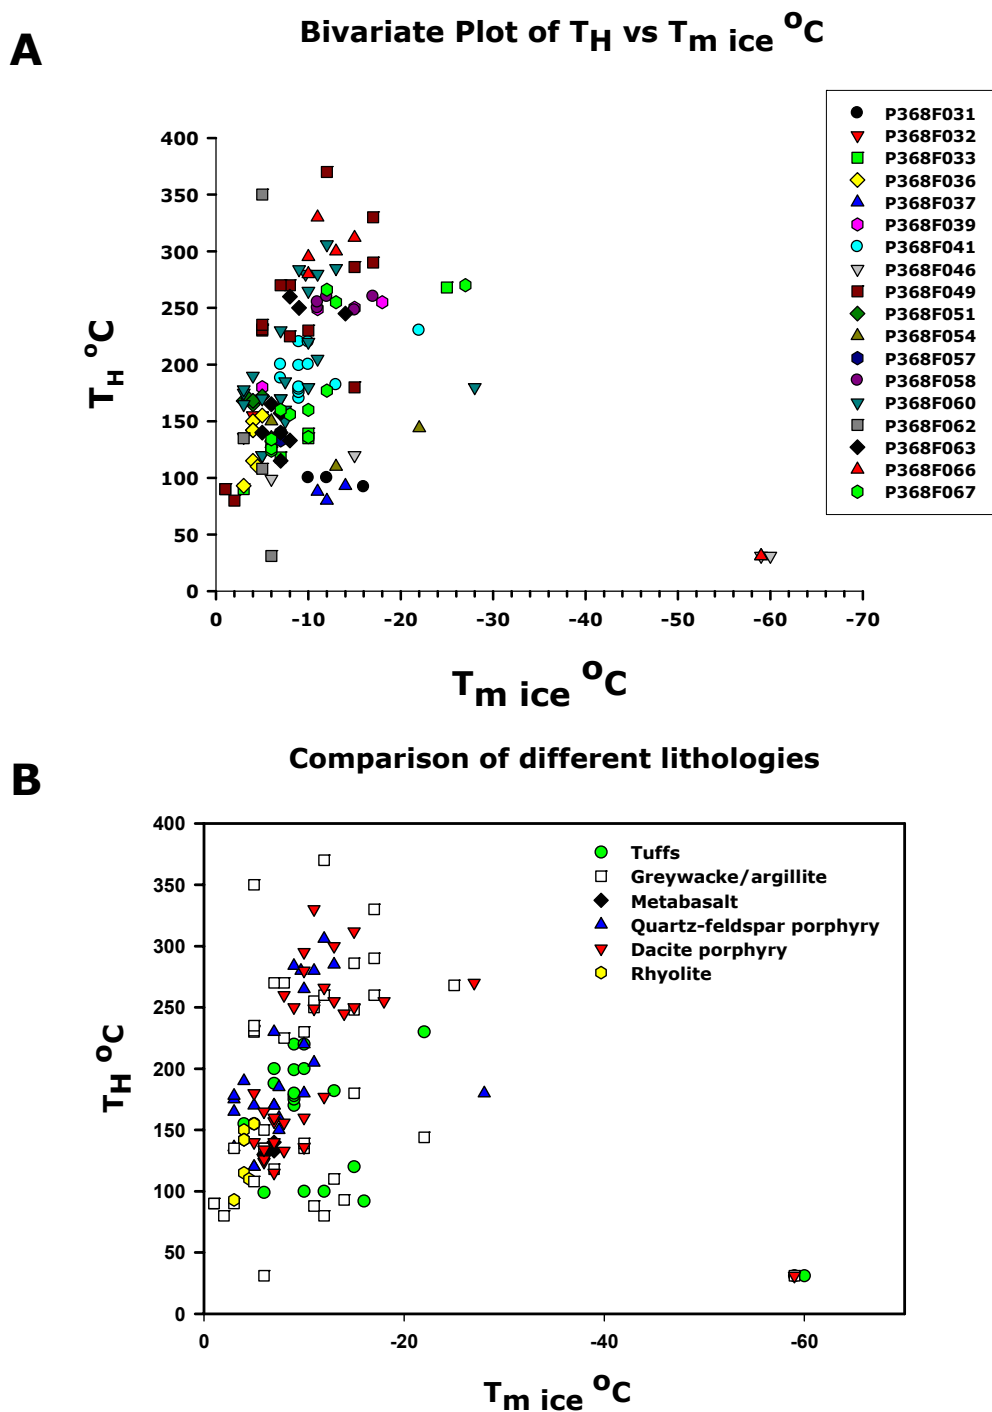 A
Bivariate Plot of TH vs Tm ice oC
P368F031
P368F032
P368F033
P368F036
P368F037
P368F039
P368F041
P368F046
P368F049
P368F051
P368F054
P368F057
P368F058
P368F060
P368F062
P368F063
P368F066
P368F067
400
350
300
250
200
150
100
50
0
TH oC
0 -10 -20 -30 -40 -50 -60 -70
Tm ice oC
B
Comparison of different lithologies
Tuffs
Greywacke/argillite
Metabasalt
Quartz-feldspar porphyry
Dacite porphyry
Rhyolite
400
350
300
250
200
150
100
50
0
TH oC
0 -20 -40 -60
Tm ice oC